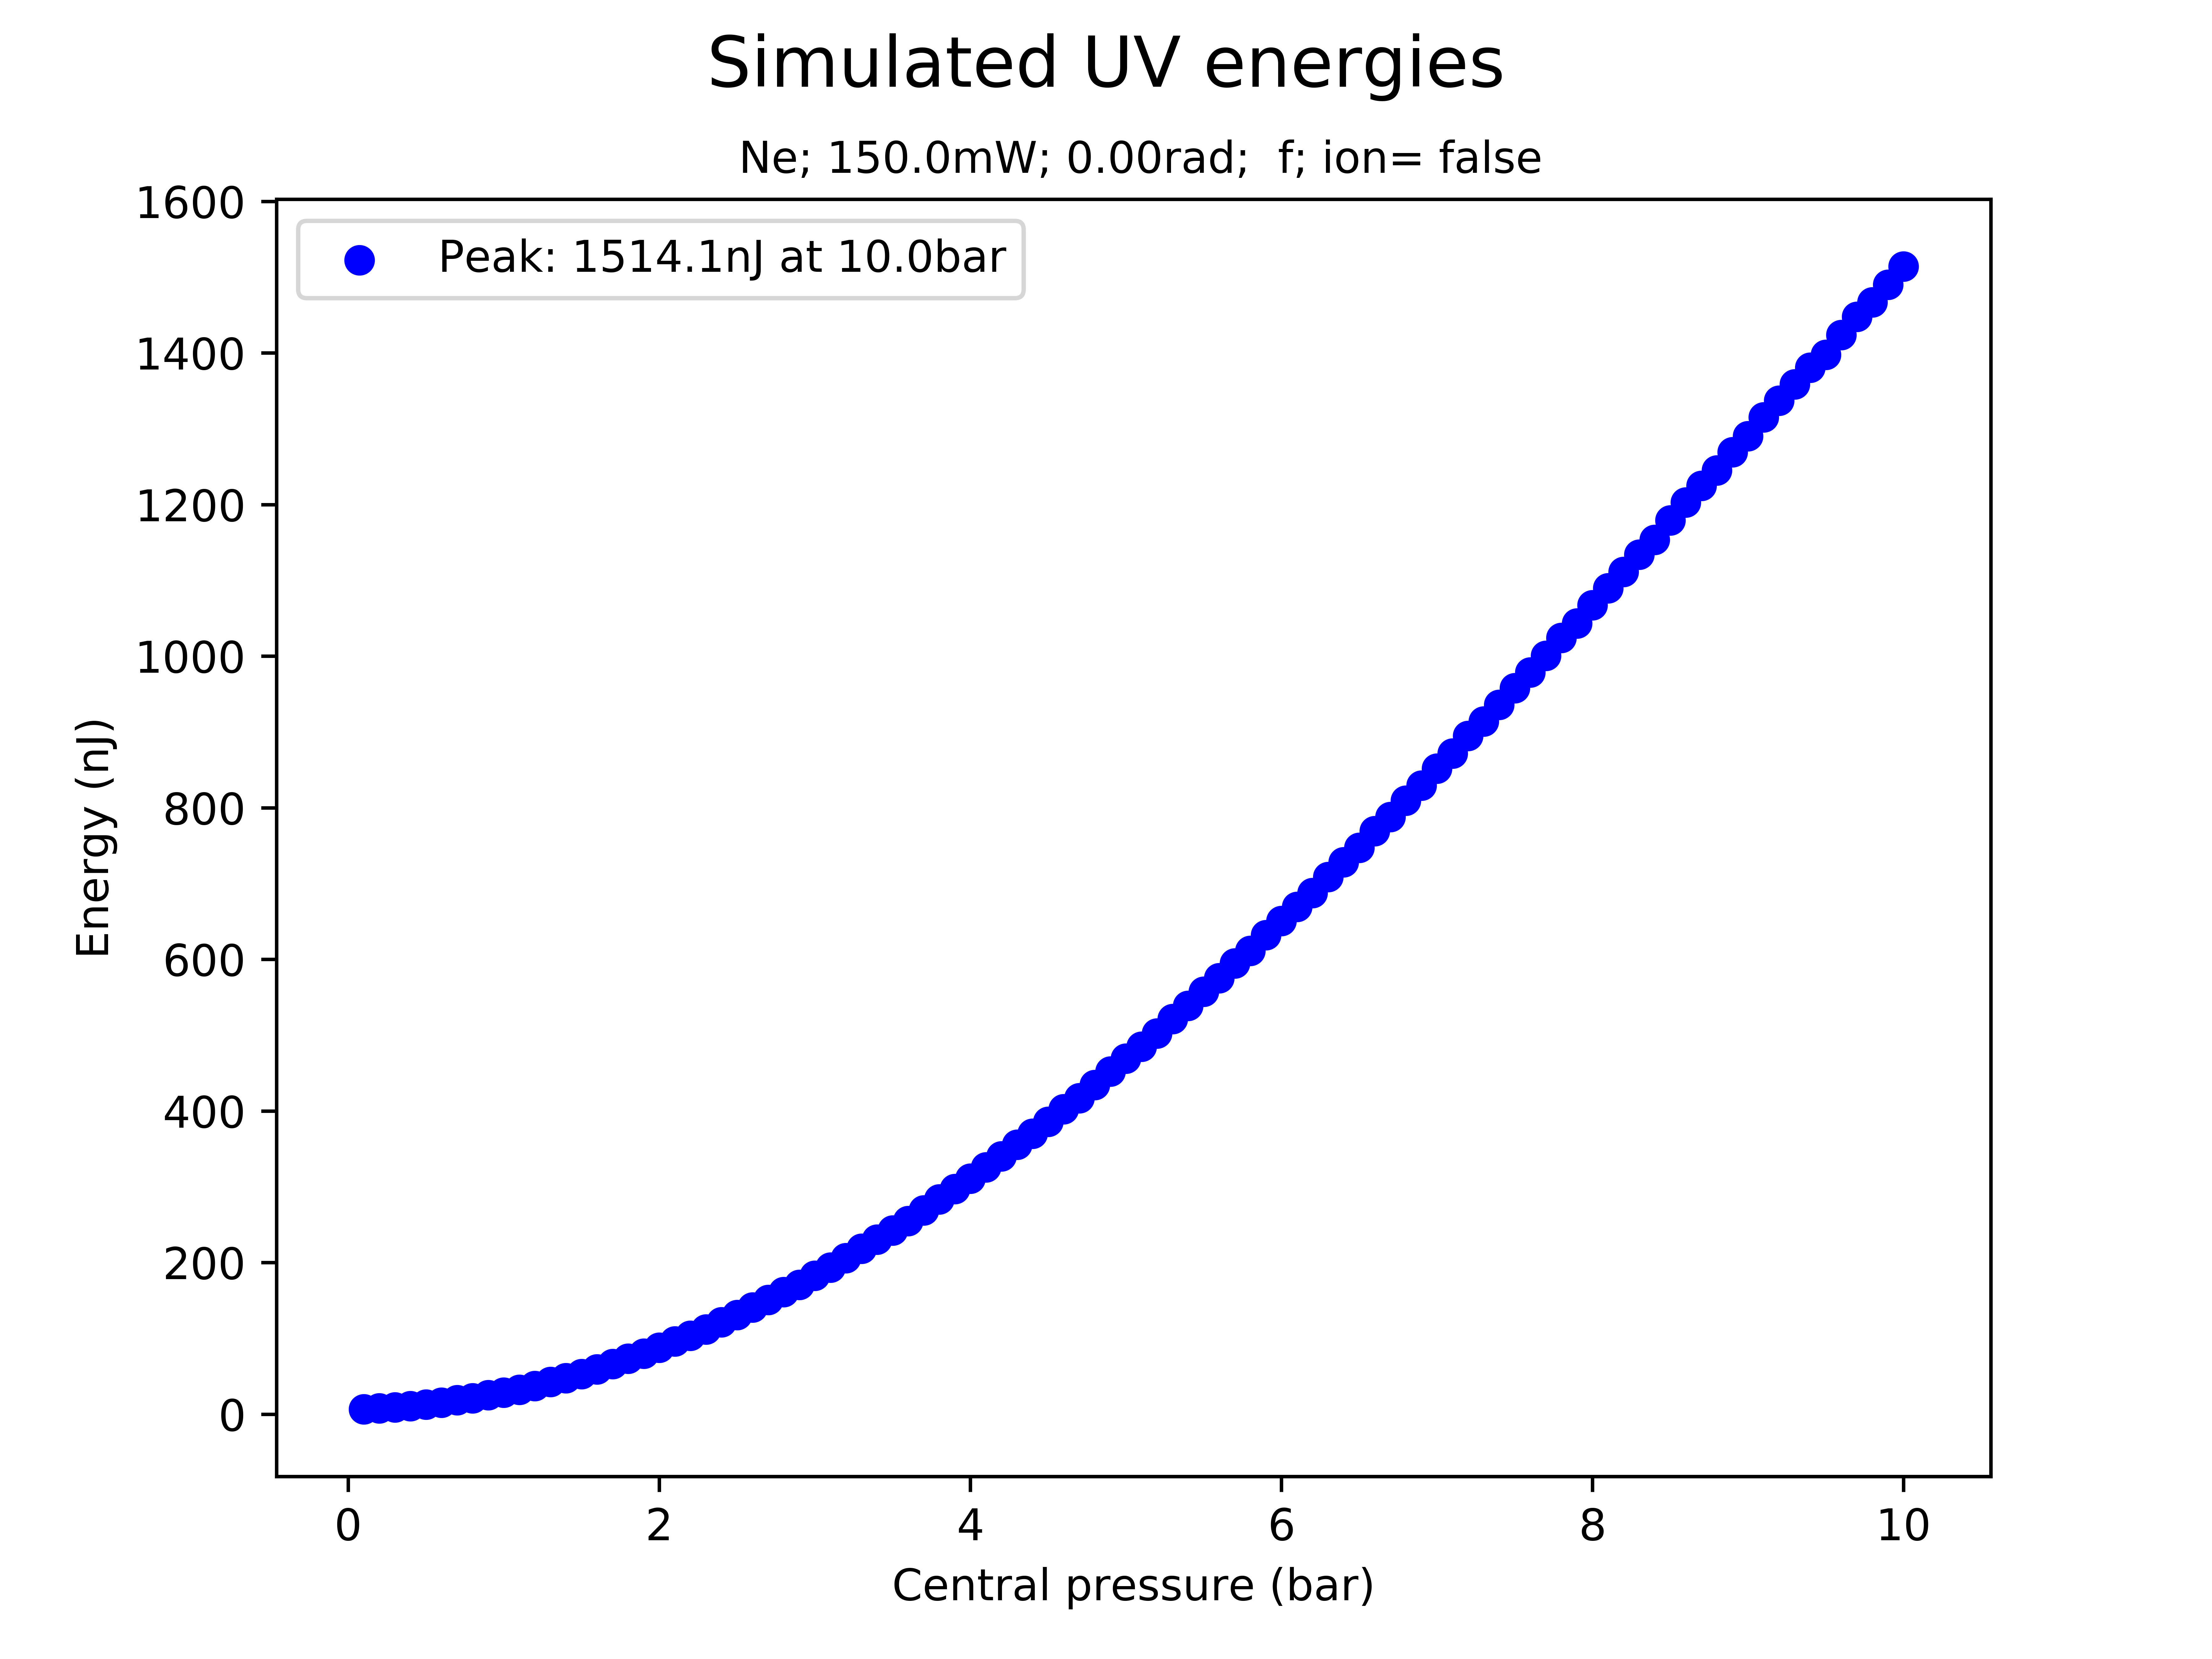 Simulated UV energies
Ne; 150.0mW; 0.00rad;  f; ion= false
Peak: 1514.1nJ at 10.0bar
1600
1400
1200
1000
800
600
400
200
0
Energy (nJ)
0 2 4 6 8 10
Central pressure (bar)